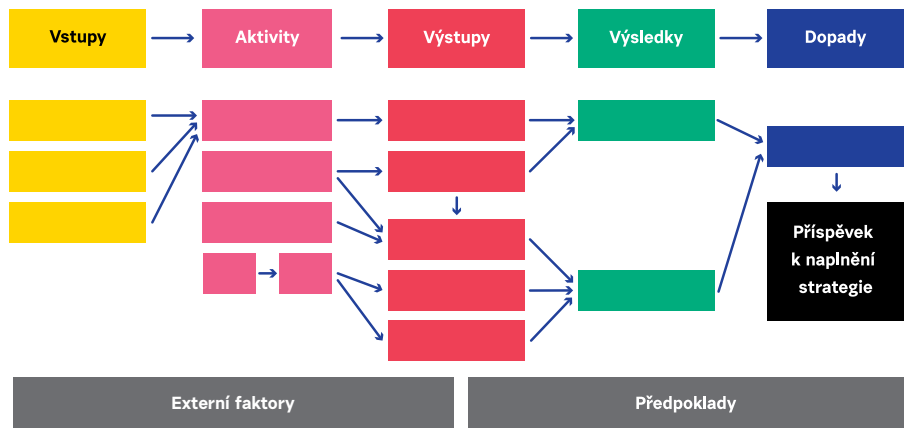 Vstupy
Aktivity
Výstupy
Výsledky
Dopady
Příspěvek
k naplnění
strategie
Externí faktory
Předpoklady